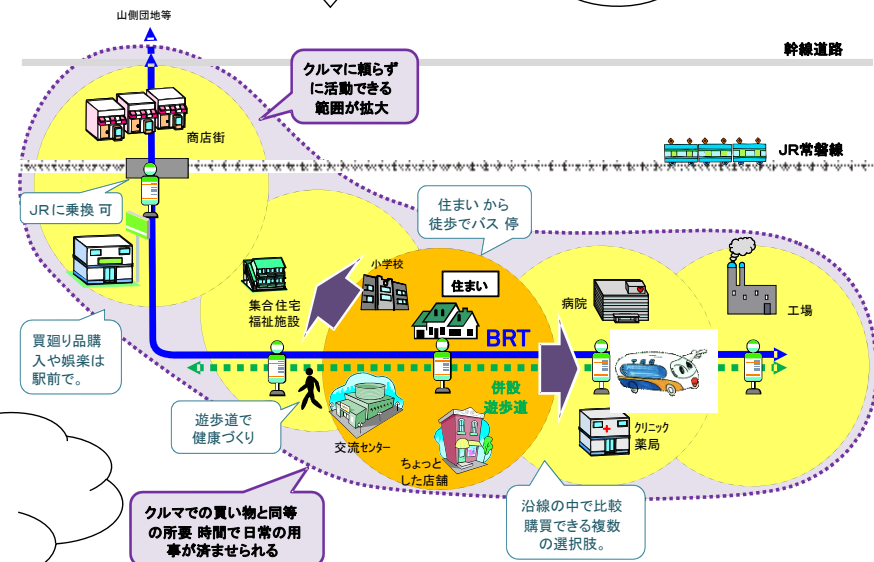 山側団地等
幹線道路
クルマに頼らず
に活動できる
範囲が拡大
商店街
JR常磐線
JRに乗換 可
住まい から
徒歩でバス 停
小学校
住まい
集合住宅
福祉施設
病院
工場
買廻り品購
入や娯楽は
駅前で。
BRT
併設
遊歩道
遊歩道で
健康づくり
交流センター
ちょっと
した店舗
クリニック
薬局
クルマでの買い物と同等
の所要 時間で日常の用
事が済ませられる
沿線の中で比較
購買できる複数
の選択肢。